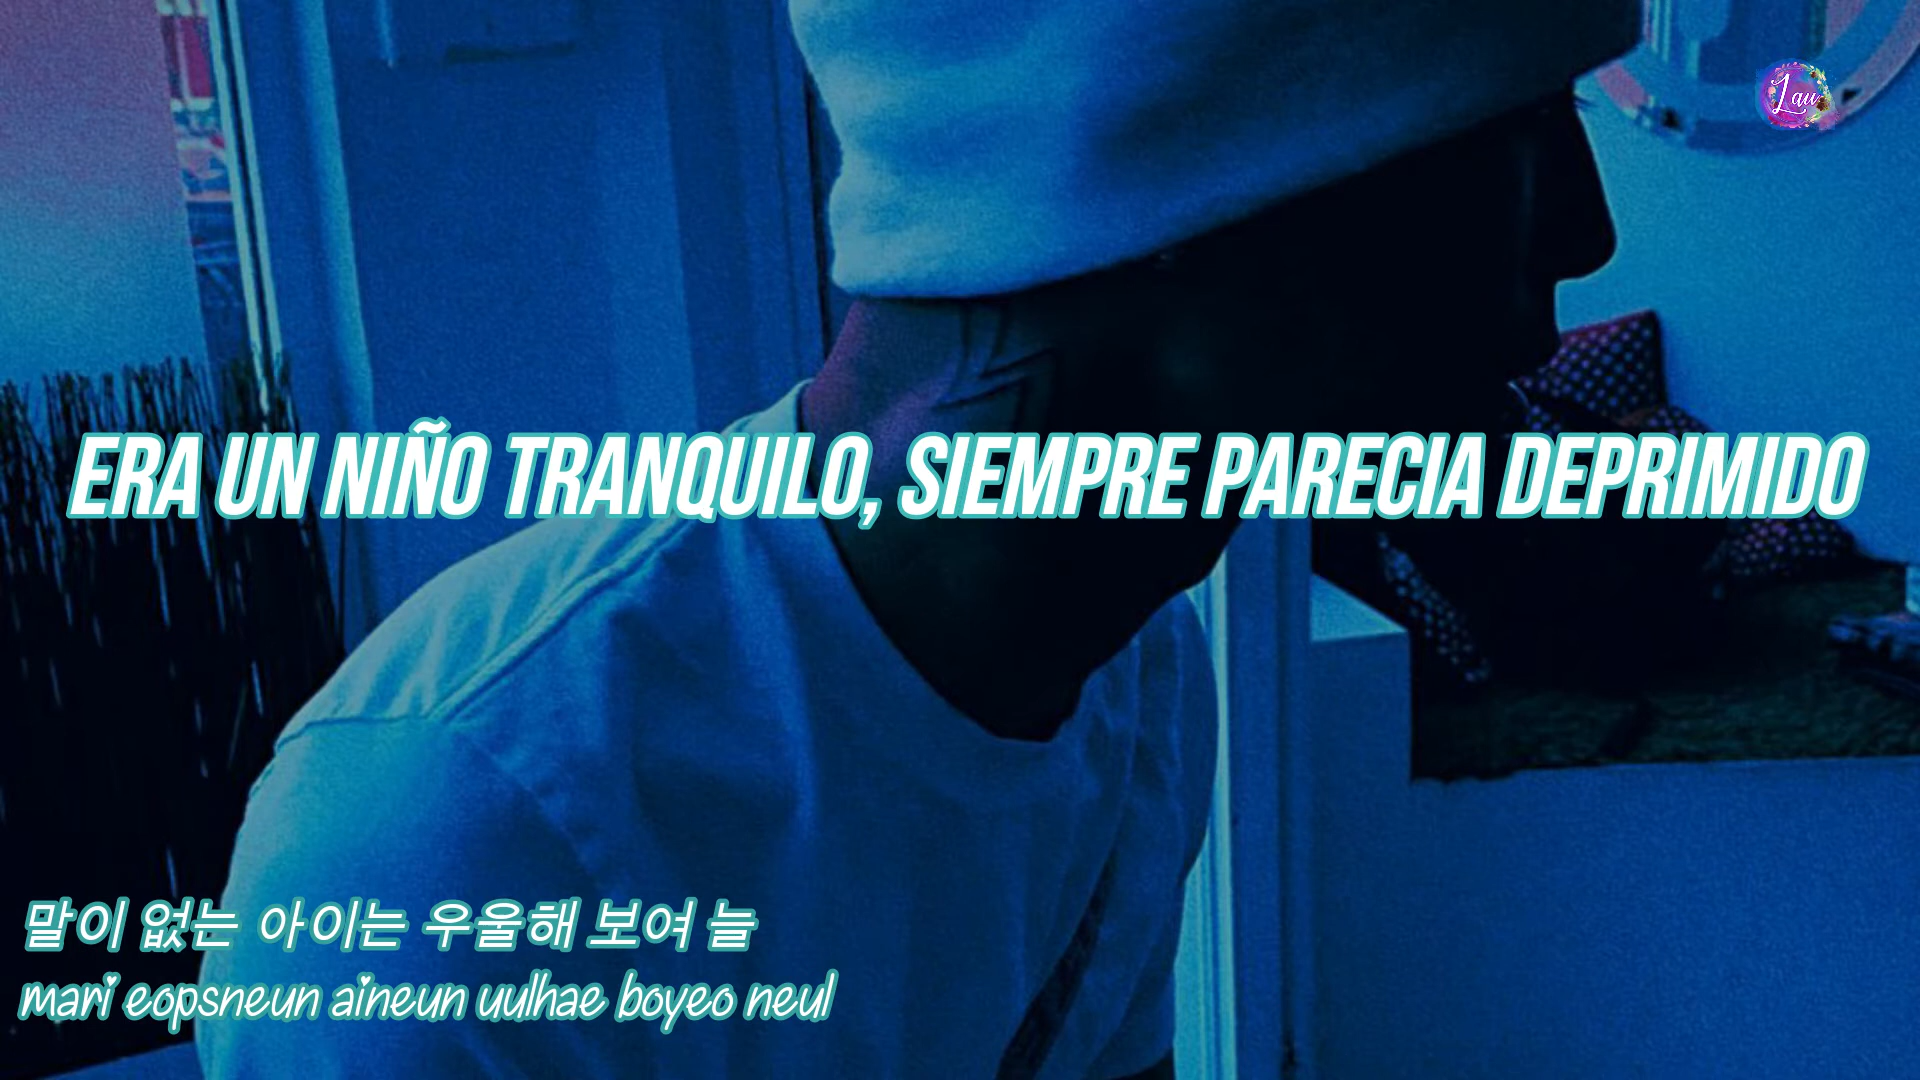 Lau
ERA UN NIÑO TRANQUILO, SIEMPRE PARECIA DEPRIMIDO
말이 없는 아이는 우울해 보여 늘
mari eopsneun aineun uulhae boyeo neul